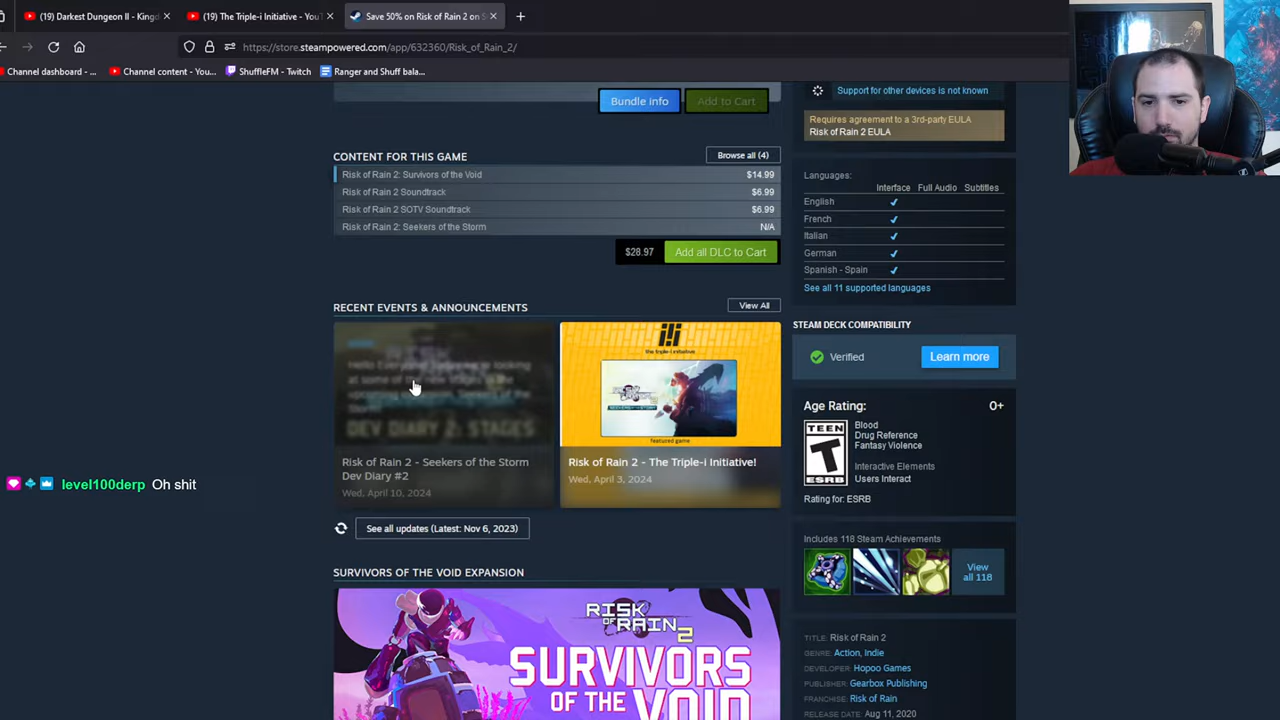 (19) Darkest Dungeon II - Kingd
(19) The Triple-i Initiative - YouT
Save 50% on Risk of Rain 2 on S
https://store.steampowered.com/app/632360/Risk_of_Rain_2/
Channel dashboard - ...
Channel content - You...
ShuffleFM - Twitch
Ranger and Shuff bala...
Bundle info
Add to Cart
CONTENT FOR THIS GAME
Browse all (4)
Risk of Rain 2: Survivors of the Void $14.99
Risk of Rain 2 Soundtrack $6.99
Risk of Rain 2 SOTV Soundtrack $6.99
Risk of Rain 2: Seekers of the Storm N/A
$28.97 Add all DLC to Cart
RECENT EVENTS & ANNOUNCEMENTS
View All
DEV DIARY 2: STAGES
Risk of Rain 2 - Seekers of the Storm
Dev Diary #2
Wed, April 10, 2024
the triple-i initiative
featured game
Risk of Rain 2 - The Triple-i Initiative!
Wed, April 3, 2024
See all updates (Latest: Nov 6, 2023)
SURVIVORS OF THE VOID EXPANSION
RISK OF RAIN 2
SURVIVORS
OF THE VOID
level100derp Oh shit
Support for other devices is not known
Requires agreement to a 3rd-party EULA
Risk of Rain 2 EULA
Languages:
Interface Full Audio Subtitles
English ✔
French ✔
Italian ✔
German ✔
Spanish - Spain ✔
See all 11 supported languages
STEAM DECK COMPATIBILITY
Verified
Learn more
Age Rating: 0+
TEEN
T
ESRB
Blood
Drug Reference
Fantasy Violence
Interactive Elements
Users Interact
Rating for: ESRB
Includes 118 Steam Achievements
View
all 118
TITLE: Risk of Rain 2
GENRE: Action, Indie
DEVELOPER: Hopoo Games
PUBLISHER: Gearbox Publishing
FRANCHISE: Risk of Rain
RELEASE DATE: Aug 11, 2020